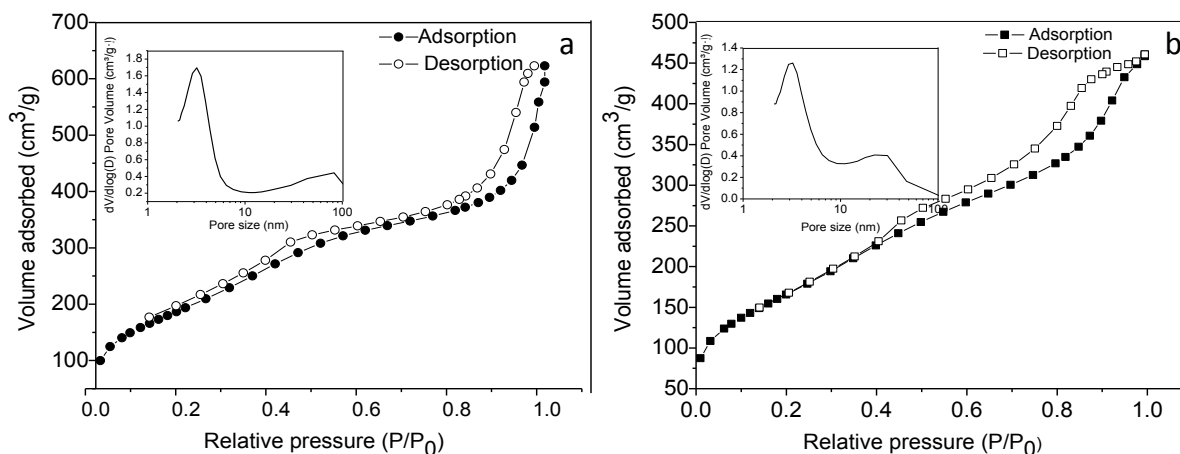 a
Adsorption
Desorption
Volume adsorbed (cm³/g)
700
600
500
400
300
200
100
0.0 0.2 0.4 0.6 0.8 1.0
Relative pressure (P/P₀)
dV/dlog(D) Pore Volume (cm³/g·!)
1.8
1.6
1.4
1.2
1.0
0.8
0.6
0.4
0.2
1 10 100
Pore size (nm)
b
Adsorption
Desorption
Volume adsorbed (cm³/g)
500
450
400
350
300
250
200
150
100
50
0.0 0.2 0.4 0.6 0.8 1.0
Relative pressure (P/P₀)
dV/dlog(D) Pore Volume (cm³/g·!)
1.4
1.2
1.0
0.8
0.6
0.4
0.2
0.0
1 10 100
Pore size (nm)